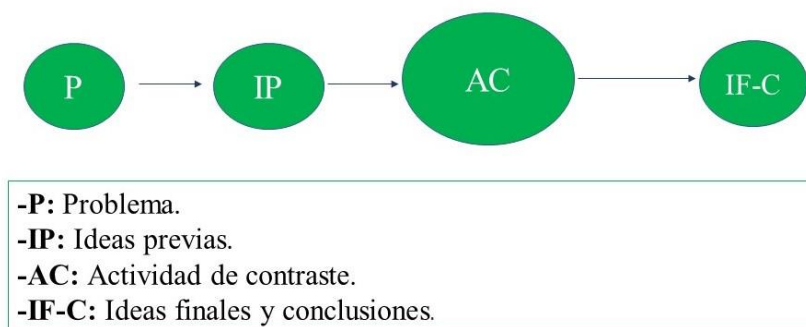 P
IP
AC
IF-C
-P: Problema.
-IP: Ideas previas.
-AC: Actividad de contraste.
-IF-C: Ideas finales y conclusiones.